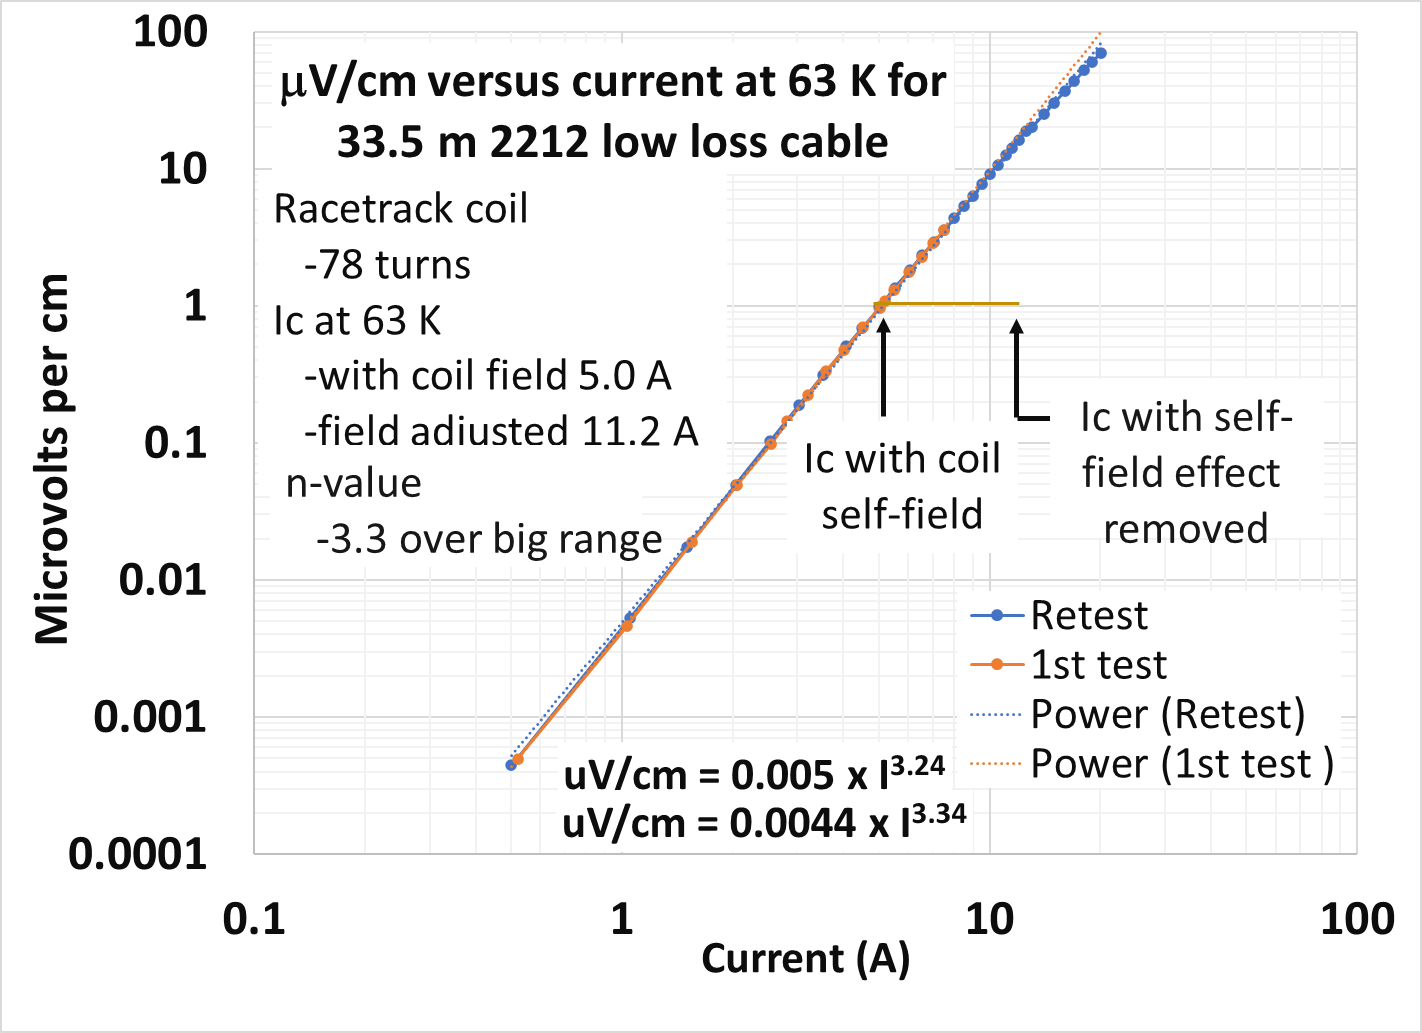 μV/cm versus current at 63 K for
33.5 m 2212 low loss cable
Racetrack coil
-78 turns
Ic at 63 K
-with coil field 5.0 A
-field adiusted 11.2 A
n-value
-3.3 over big range
Ic with coil
self-field
Ic with self-
field effect
removed
Retest
1st test
Power (Retest)
Power (1st test )
uV/cm = 0.005 x I^3.24
uV/cm = 0.0044 x I^3.34
Microvolts per cm
100
10
1
0.1
0.01
0.001
0.0001
0.1
1
10
100
Current (A)